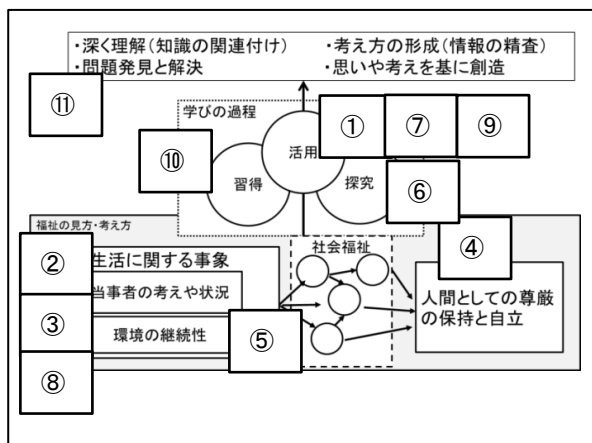 ・深く理解(知識の関連付け) ・考え方の形成(情報の精査)
・問題発見と解決 ・思いや考えを基に創造
⑪
学びの過程
① ⑦ ⑨
⑩
活用
習得
探究
⑥
福祉の見方・考え方
社会福祉
④
②
生活に関する事象
当事者の考えや状況
人間としての尊厳
の保持と自立
③
環境の継続性
⑤
⑧